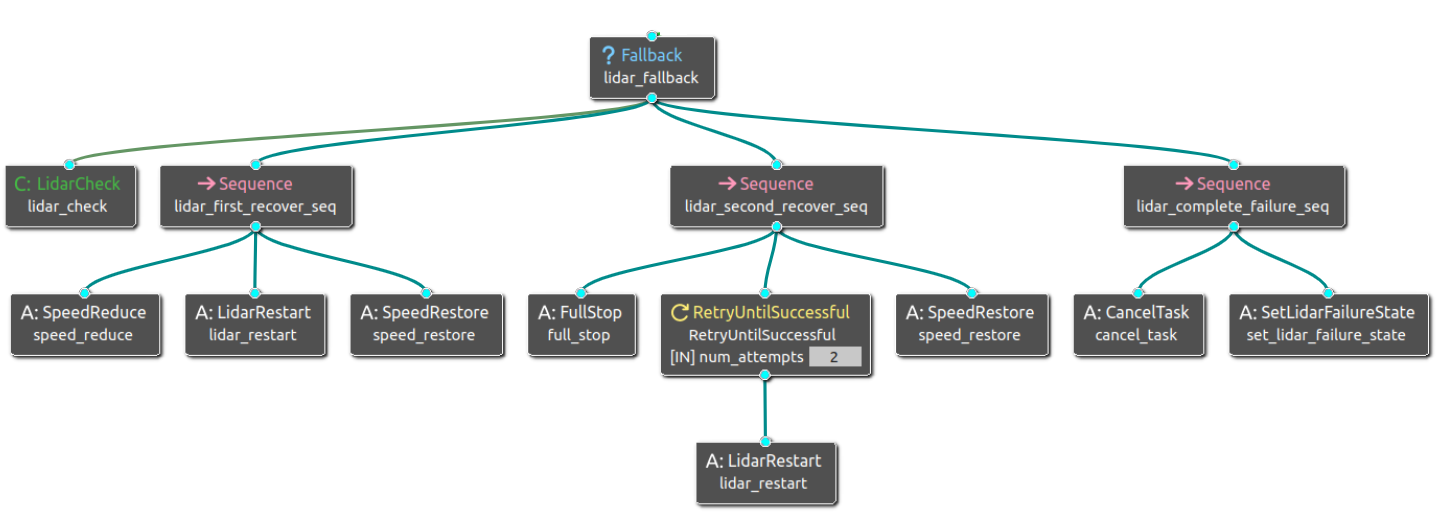 ? Fallback
lidar_fallback
C: LidarCheck
lidar_check
→ Sequence
lidar_first_recover_seq
→ Sequence
lidar_second_recover_seq
→ Sequence
lidar_complete_failure_seq
A: SpeedReduce
speed_reduce
A: LidarRestart
lidar_restart
A: SpeedRestore
speed_restore
A: FullStop
full_stop
RetryUntilSuccessful
RetryUntilSuccessful
[IN] num_attempts 2
A: SpeedRestore
speed_restore
A: CancelTask
cancel_task
A: SetLidarFailureState
set_lidar_failure_state
A: LidarRestart
lidar_restart